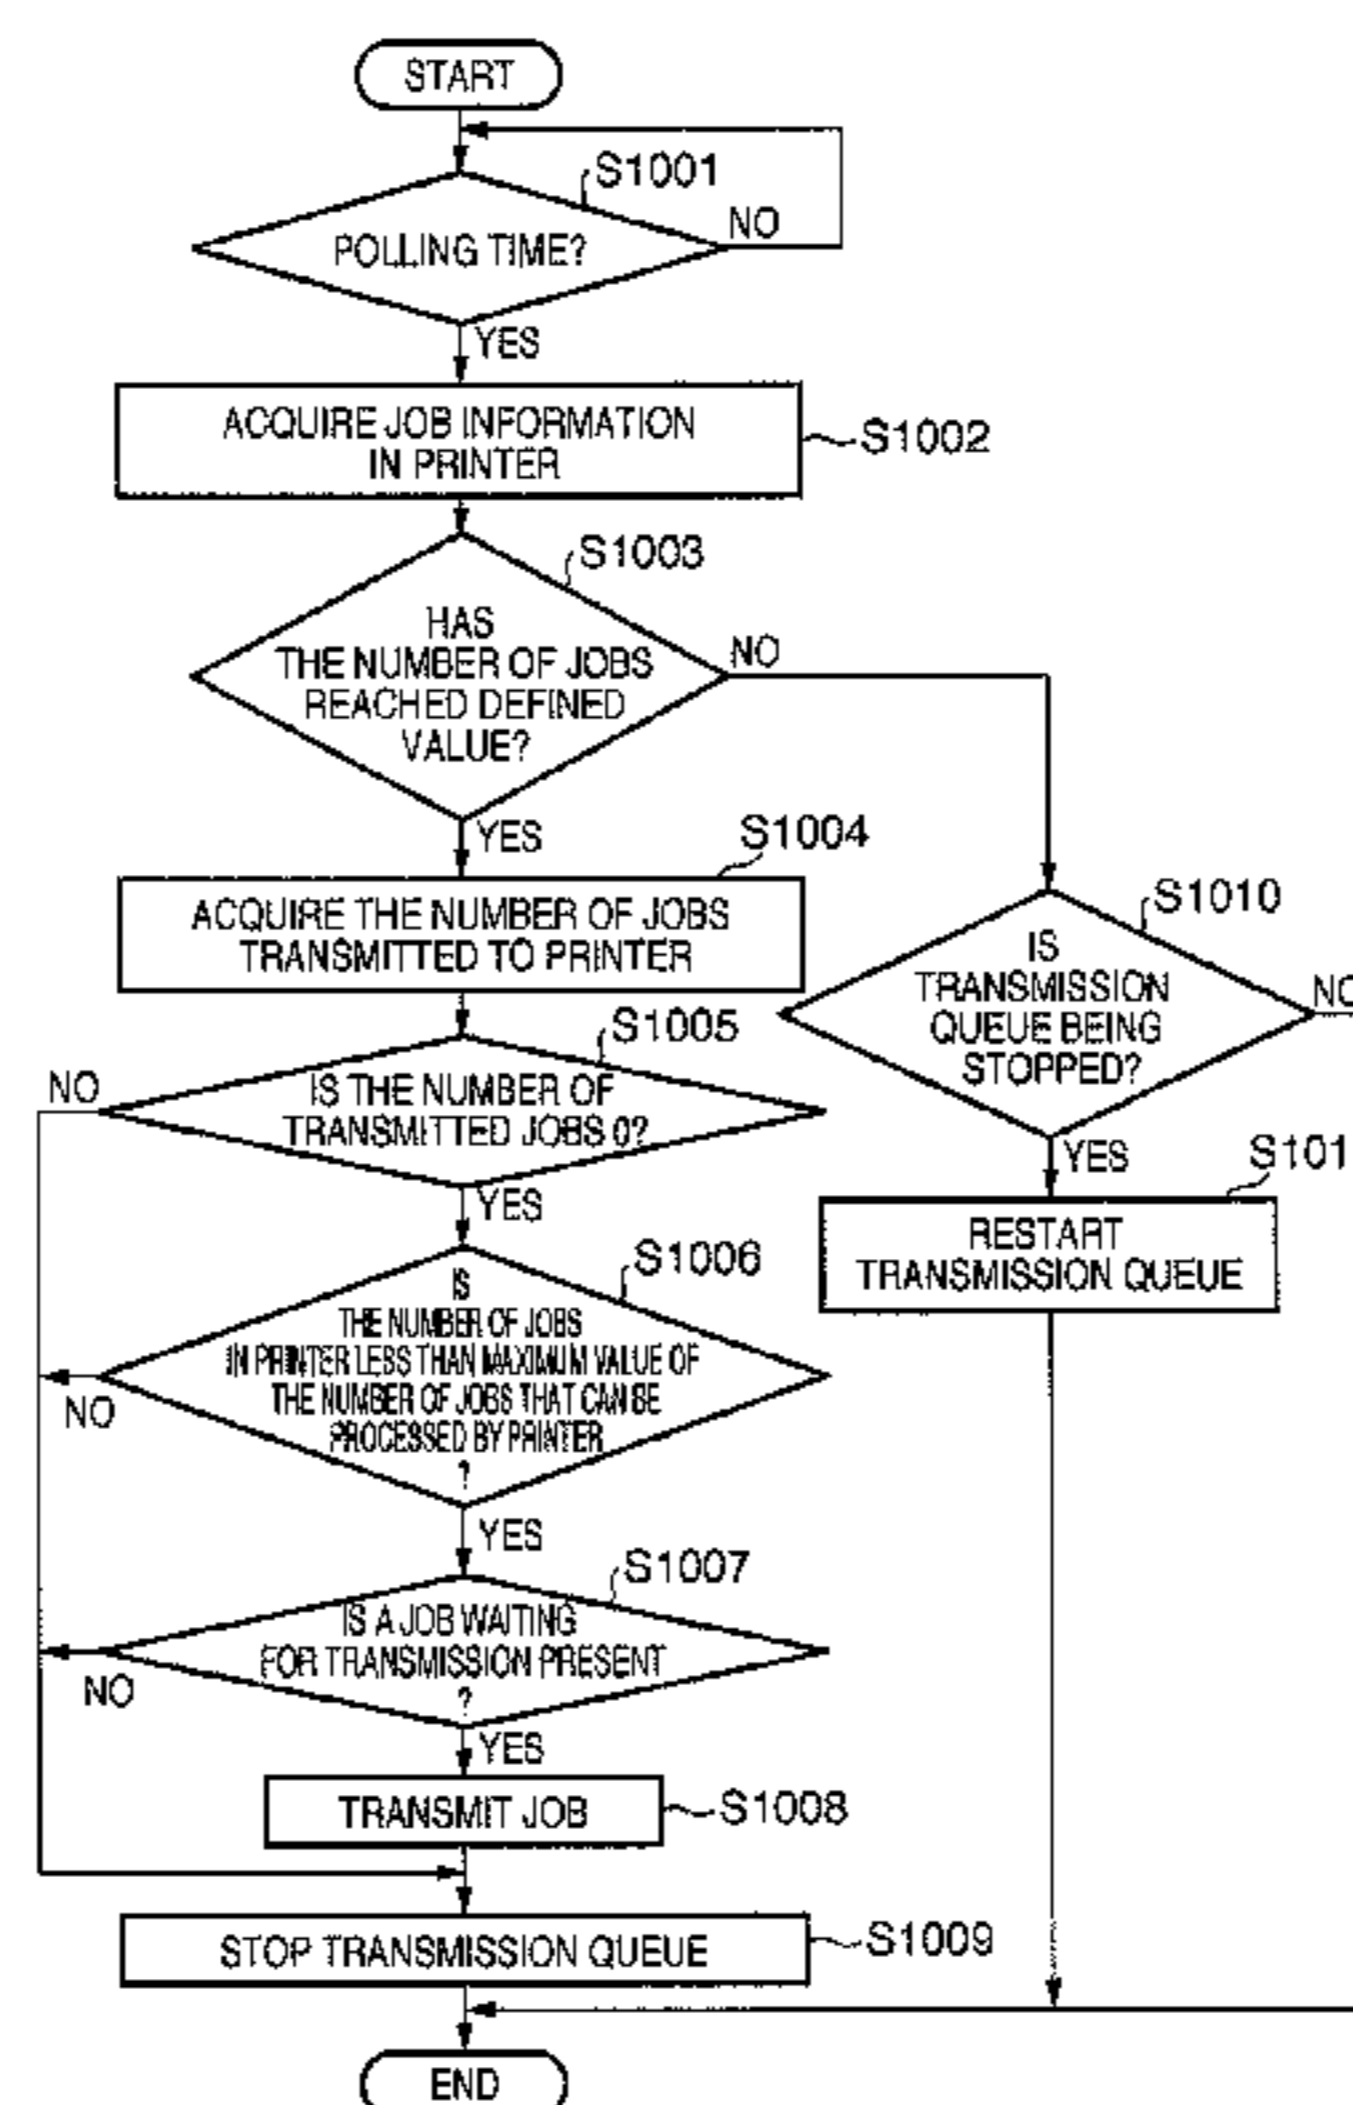 START
S1001
POLLING TIME?
NO
YES
ACQUIRE JOB INFORMATION
IN PRINTER
S1002
S1003
HAS
THE NUMBER OF JOBS
REACHED DEFINED
VALUE?
NO
YES
S1004
ACQUIRE THE NUMBER OF JOBS
TRANSMITTED TO PRINTER
S1010
IS
TRANSMISSION
QUEUE BEING
STOPPED?
NO
YES
S1005
IS THE NUMBER OF
TRANSMITTED JOBS 0?
NO
YES
S101
RESTART
TRANSMISSION QUEUE
S1006
IS
THE NUMBER OF JOBS
IN PRINTER LESS THAN MAXIMUM VALUE OF
THE NUMBER OF JOBS THAT CAN BE
PROCESSED BY PRINTER
?
NO
YES
S1007
IS A JOB WAITING
FOR TRANSMISSION PRESENT
?
NO
YES
TRANSMIT JOB
S1008
STOP TRANSMISSION QUEUE
S1009
END